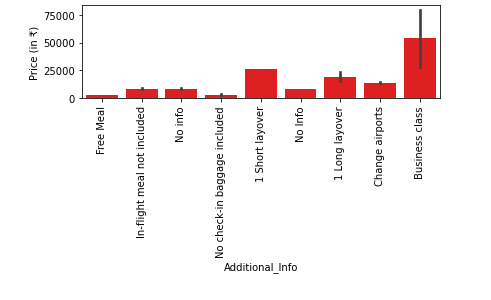 Price (in ₹)
75000
50000
25000
0
Free Meal
In-flight meal not included
No info
No check-in baggage included
1 Short layover
No Info
1 Long layover
Change airports
Business class
Additional_Info